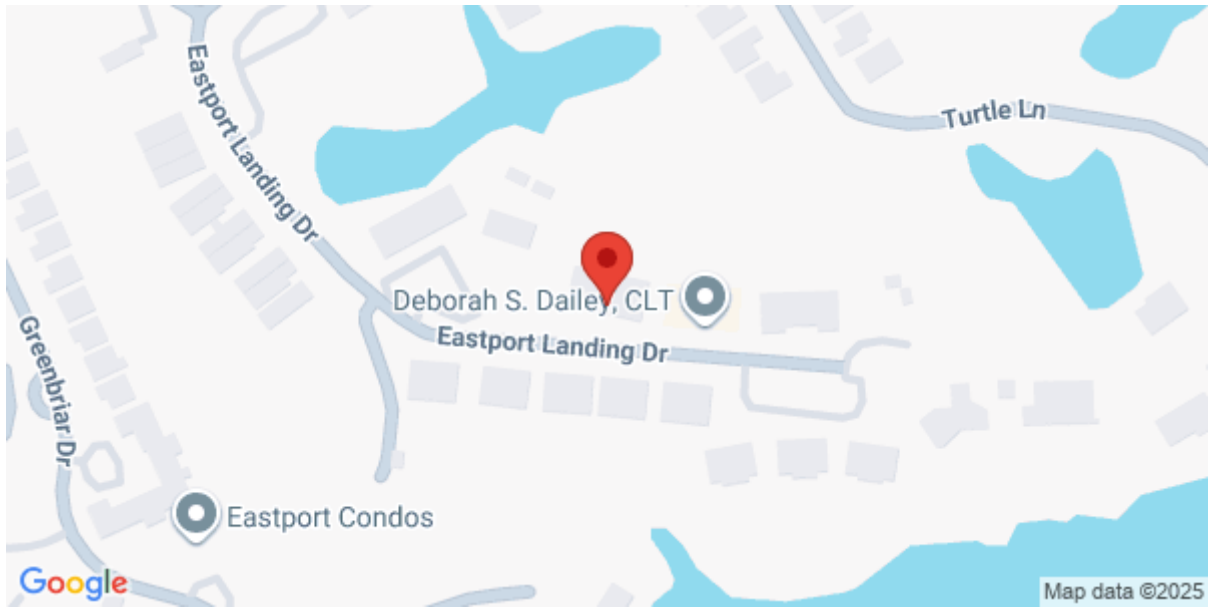 Eastport Landing Dr
Turtle Ln
Deborah S. Dailey, CLT
Eastport Landing Dr
Greenbriar Dr
Eastport Condos
Google
Map data ©2025